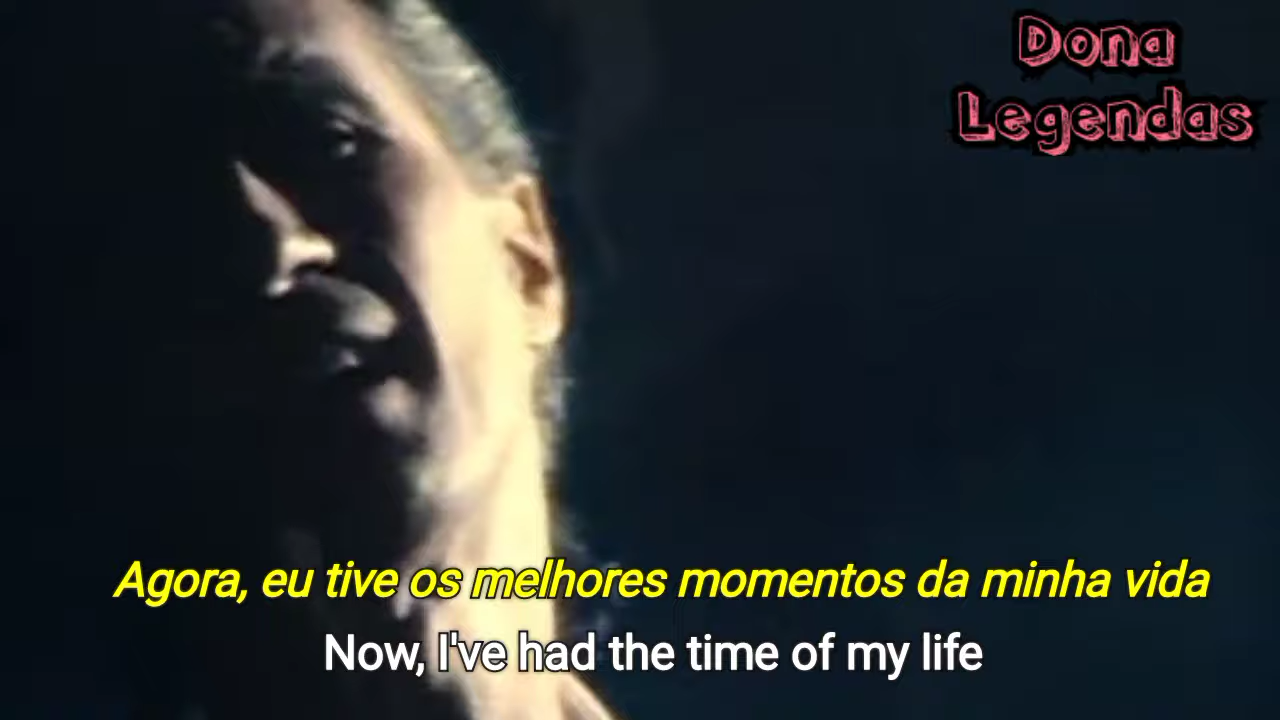 Dona
Legendas
Agora, eu tive os melhores momentos da minha vida
Now, I've had the time of my life